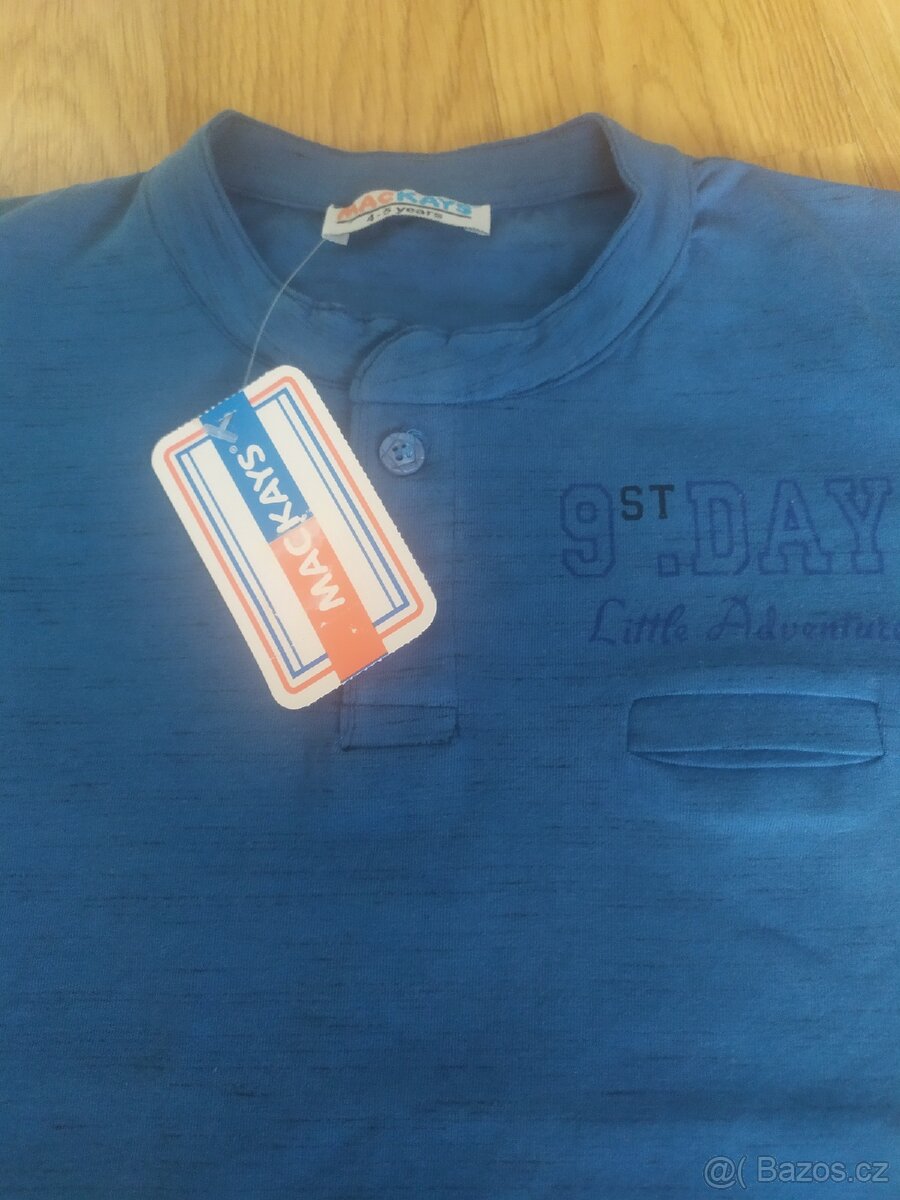 MACKAYS
4-5 years
MACKAYS®
9ST.DAY
Little Adventure
@( Bazos.cz